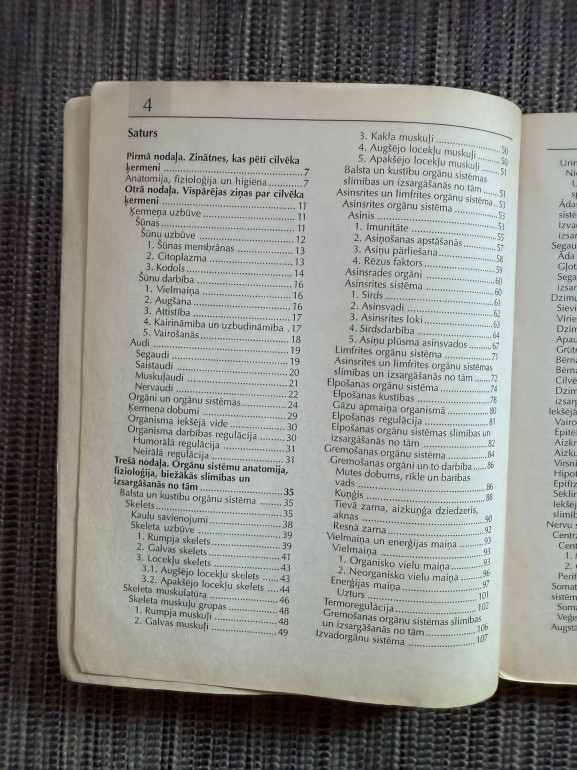 4
Saturs
Pirmā nodaļa. Zinātnes, kas pētī cilvēka
ķermeni ........ 7
Anatomija, fizioloģija un higiēna ........ 7
Otrā nodaļa. Vispārējas ziņas par cilvēka
ķermeni ........ 11
Ķermeņa uzbūve ........ 11
Šūnas ........ 11
Šūnu uzbūve ........ 12
1. Šūnas membrānas ........ 13
2. Citoplazma ........ 13
3. Kodols ........ 14
Šūnu darbība ........ 16
1. Vielmaiņa ........ 16
2. Augšana ........ 16
3. Attīstība ........ 17
4. Kairināmība un uzbudināmība . 17
5. Vairošanās ........ 18
Audi ........ 19
Segaudi ........ 19
Saistaudi ........ 20
Muskuļaudi ........ 21
Nervaudi ........ 22
Orgāni un orgānu sistēmas ........ 24
Ķermeņa dobumi ........ 29
Organisma iekšējā vide ........ 30
Organisma darbības regulācija ........ 30
Humorālā regulācija ........ 31
Neirālā regulācija ........ 31
Trešā nodaļa. Orgānu sistēmu anatomija,
fizioloģija, biežākās slimības un
izsargāšanās no tām ........ 35
Balsta un kustību orgānu sistēma ........ 35
Skelets ........ 35
Kaulu savienojumi ........ 38
Skeleta uzbūve ........ 39
1. Rumpja skelets ........ 39
2. Galvas skelets ........ 41
3. Locekļu skelets ........ 43
3.1. Augšējo locekļu skelets ........ 43
3.2. Apakšējo locekļu skelets .... 44
Skeleta muskulatūra ........ 46
Skeleta muskuļu grupas ........ 48
1. Rumpja muskuļi ........ 48
2. Galvas muskuļi ........ 49
3. Kakla muskuļi ........ 50
4. Augšējo locekļu muskuļi ........ 50
5. Apakšējo locekļu muskuļi ........ 51
Balsta un kustību orgānu sistēmas
slimības un izsargāšanās no tām ........ 51
Asinsrites un limfrites orgānu sistēma .. 53
Asinsrites orgānu sistēma ........ 53
Asinis ........ 53
1. Imunitāte ........ 55
2. Asiņošanas apstāšanās ........ 57
3. Asiņu pārliešana ........ 58
4. Rēzus faktors ........ 59
Asinsrades orgāni ........ 60
Asinsrites sistēma ........ 60
1. Sirds ........ 61
2. Asinsvadi ........ 62
3. Asinsrites loki ........ 63
4. Sirdsdarbība ........ 64
5. Asiņu plūsma asinsvados ........ 67
Limfrites orgānu sistēma ........ 71
Asinsrites un limfrites orgānu sistēmas
slimības un izsargāšanās no tām ........ 72
Elpošanas orgānu sistēma ........ 74
Elpošanas kustības ........ 78
Gāzu apmaiņa organismā ........ 80
Elpošanas regulācija ........ 81
Elpošanas orgānu sistēmas slimības un
izsargāšanās no tām ........ 82
Gremošanas orgānu sistēma ........ 84
Gremošanas orgāni un to darbība ........ 86
Mutes dobums, rīkle un barības
vads ........ 86
Kuņģis ........ 88
Tievā zarna, aizkuņģa dziedzeris,
aknas ........ 90
Resnā zarna ........ 92
Vielmaiņa un enerģijas maiņa ........ 93
Vielmaiņa ........ 93
1. Organisko vielu maiņa ........ 93
2. Neorganisko vielu maiņa ........ 96
Enerģijas maiņa ........ 97
Uzturs ........ 101
Termoregulācija ........ 102
Gremošanas orgānu sistēmas slimības
un izsargāšanās no tām ........ 106
Izvadorgānu sistēma ........ 107